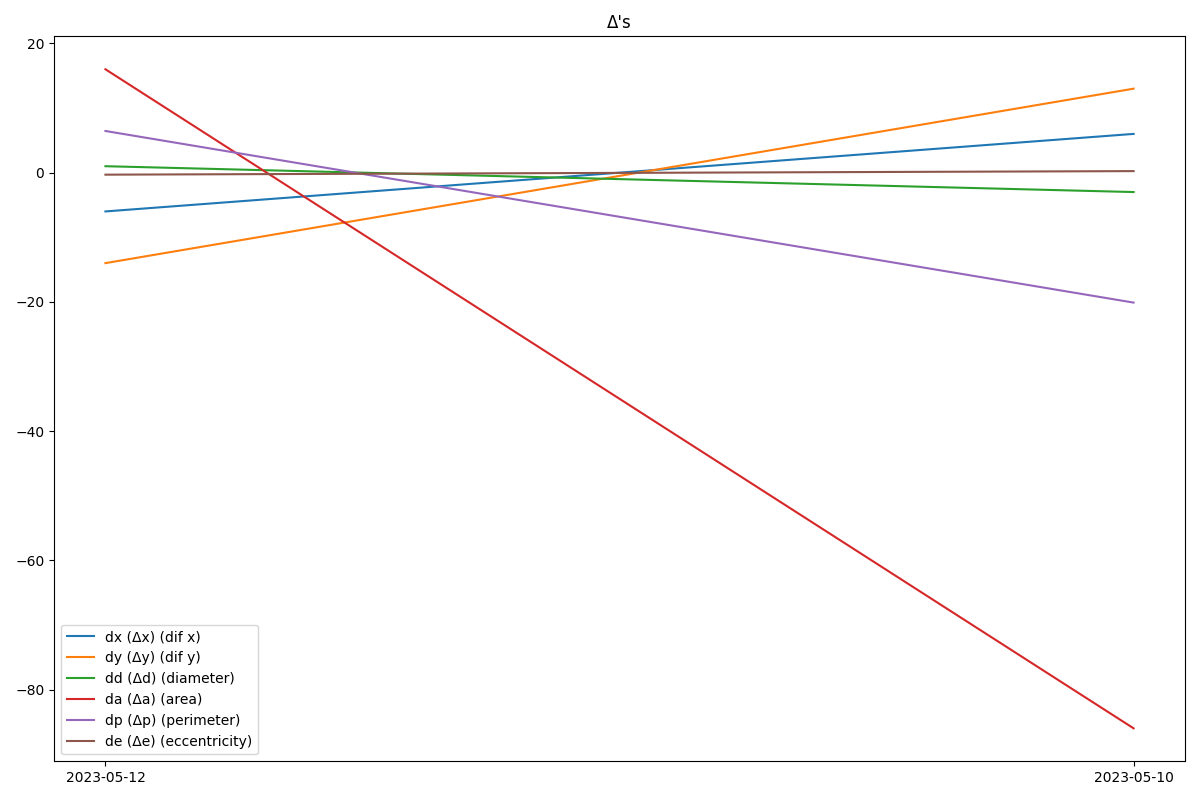 Δ's
20
0
−20
−40
−60
−80
dx (Δx) (dif x)
dy (Δy) (dif y)
dd (Δd) (diameter)
da (Δa) (area)
dp (Δp) (perimeter)
de (Δe) (eccentricity)
2023-05-12
2023-05-10